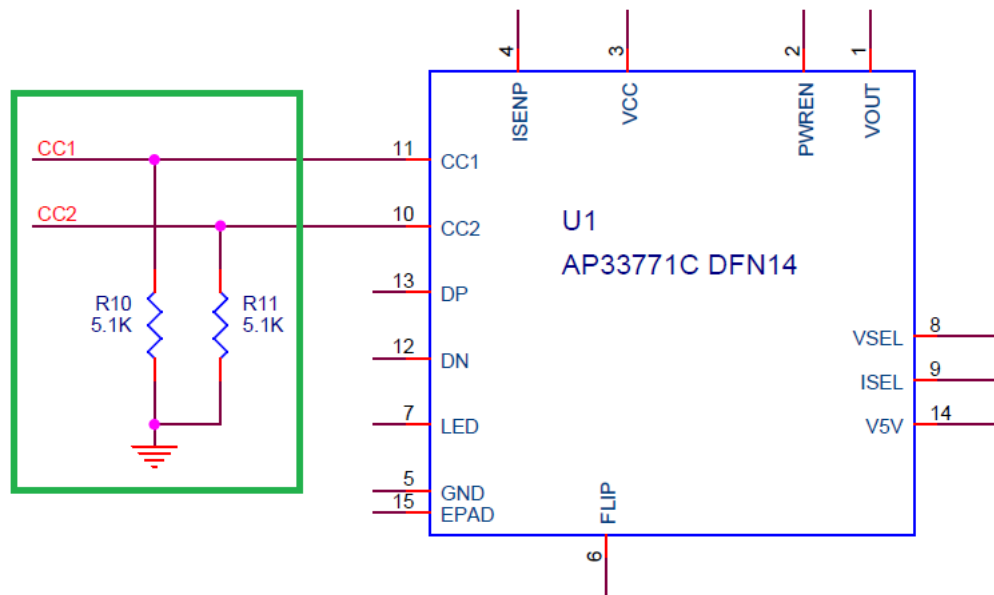 4
3
2
1
ISENP
VCC
PWREN
VOUT
CC1
11
CC1
CC2
10
CC2
U1
AP33771C DFN14
13
DP
R10
5.1K
R11
5.1K
12
DN
VSEL
8
ISEL
9
7
LED
V5V
14
5
GND
15
EPAD
FLIP
6